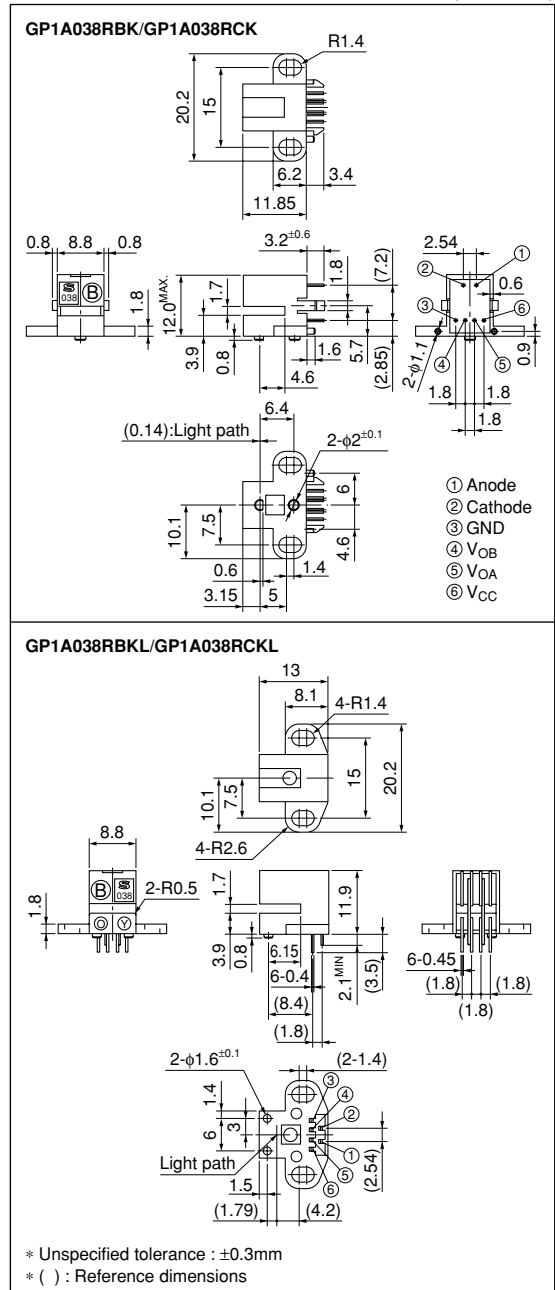 GP1A038RBK/GP1A038RCK
R1.4
20.2
15
6.2
3.4
11.85
0.8
8.8
0.8
S
038
B
1.8
3.2±0.6
12.0MAX.
1.7
3.9
0.8
1.8
(7.2)
1.6
5.7
(2.85)
4.6
2.54
②
①
0.6
③
⑥
2-φ1.1
④
⑤
0.9
1.8
1.8
1.8
(0.14):Light path
6.4
2-φ2±0.1
10.1
7.5
6
4.6
0.6
1.4
3.15
5
① Anode
② Cathode
③ GND
④ VOB
⑤ VOA
⑥ VCC
GP1A038RBKL/GP1A038RCKL
13
8.1
4-R1.4
10.1
7.5
15
20.2
4-R2.6
8.8
B
S
038
2-R0.5
O
Y
1.8
1.7
3.9
0.8
11.9
6.15
6-0.4
2.1MIN
(3.5)
(8.4)
(1.8)
6-0.45
(1.8)
(1.8)
(1.8)
2-φ1.6±0.1
(2-1.4)
1.4
3
6
③
④
②
Light path
①
⑤
⑥
(2.54)
1.5
(1.79)
(4.2)
* Unspecified tolerance : ±0.3mm
* ( ) : Reference dimensions